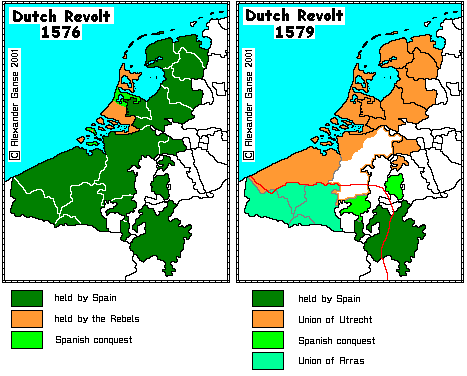 Dutch Revolt
1576
© Alexander Ganse 2001
held by Spain
held by the Rebels
Spanish conquest
Dutch Revolt
1579
© Alexander Ganse 2001
held by Spain
Union of Utrecht
Spanish conquest
Union of Arras